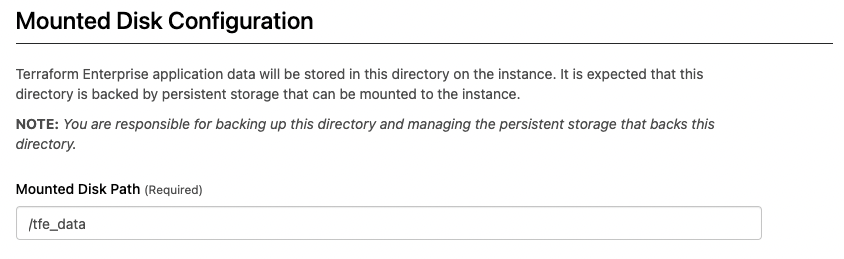 Mounted Disk Configuration
Terraform Enterprise application data will be stored in this directory on the instance. It is expected that this
directory is backed by persistent storage that can be mounted to the instance.
NOTE: You are responsible for backing up this directory and managing the persistent storage that backs this
directory.
Mounted Disk Path (Required)
/tfe_data